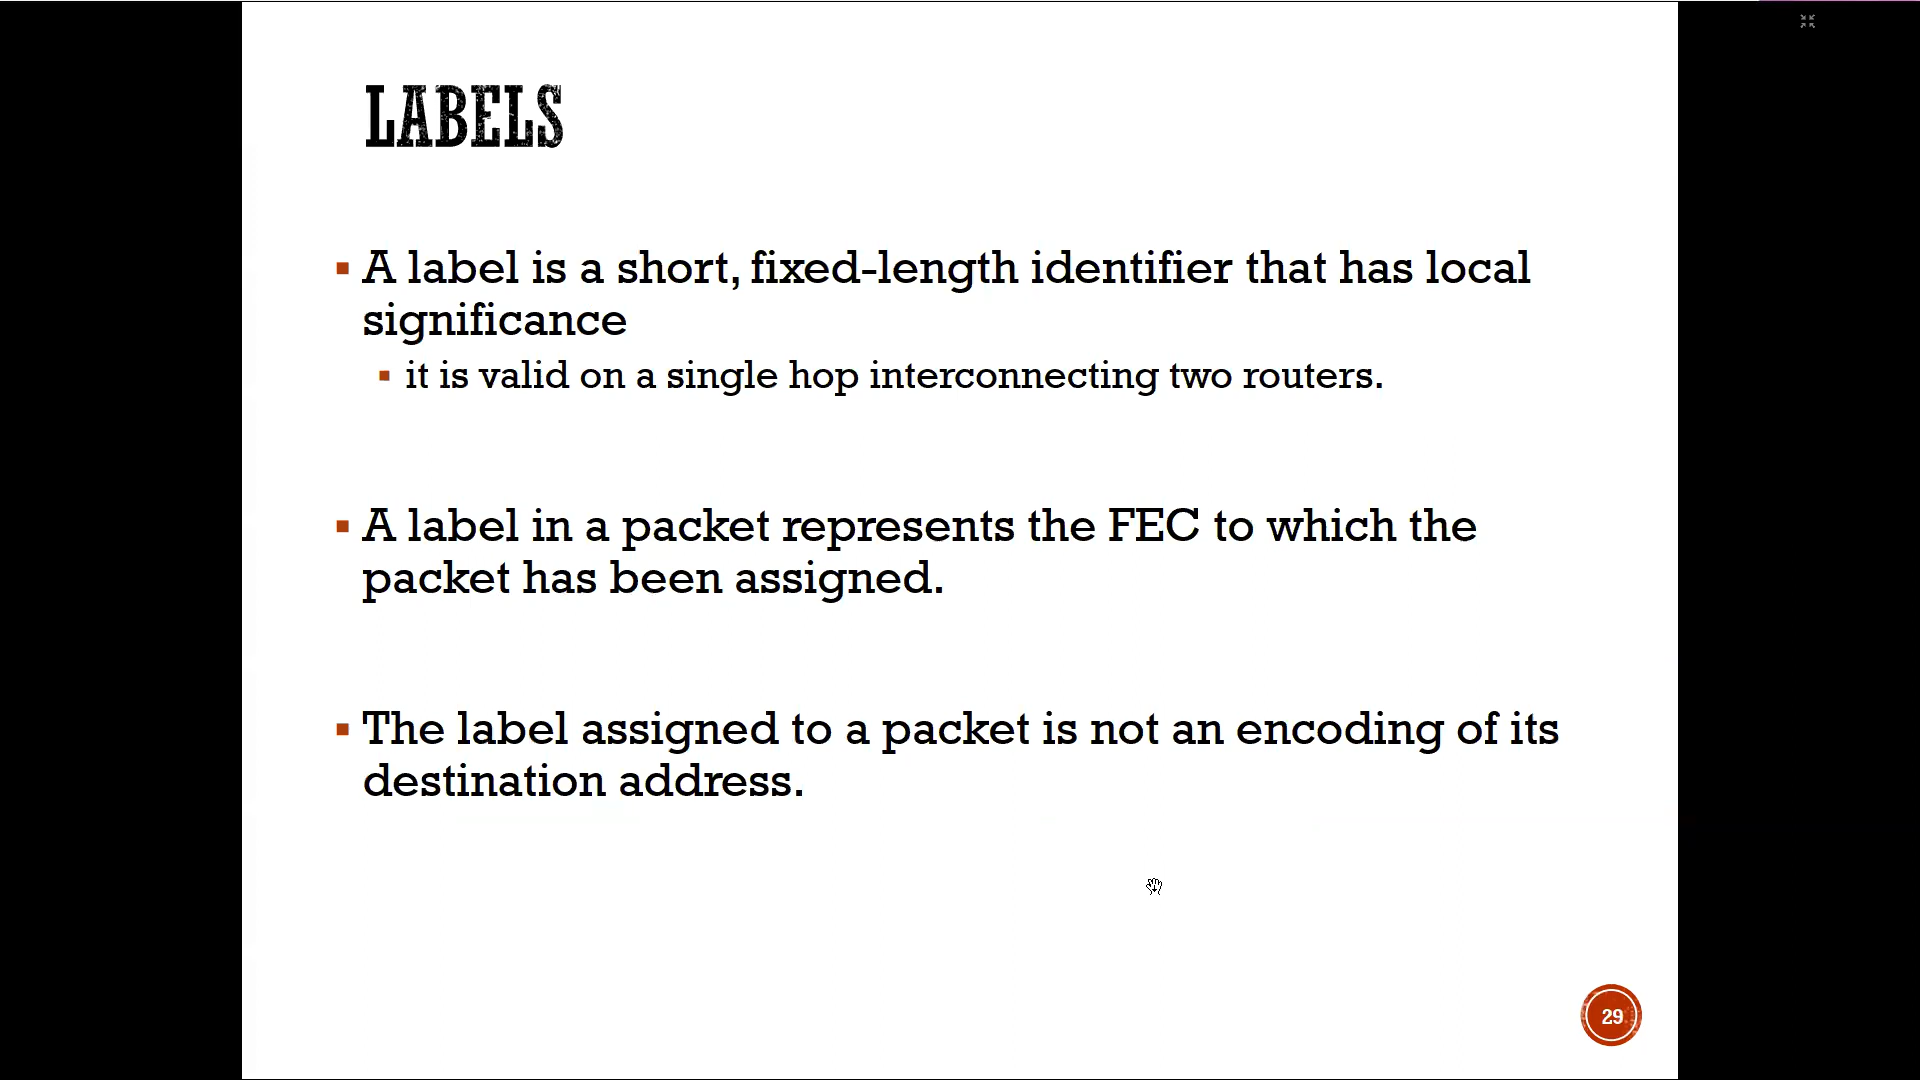 LABELS
▪ A label is a short, fixed-length identifier that has local
significance
▪ it is valid on a single hop interconnecting two routers.
▪ A label in a packet represents the FEC to which the
packet has been assigned.
▪ The label assigned to a packet is not an encoding of its
destination address.
29